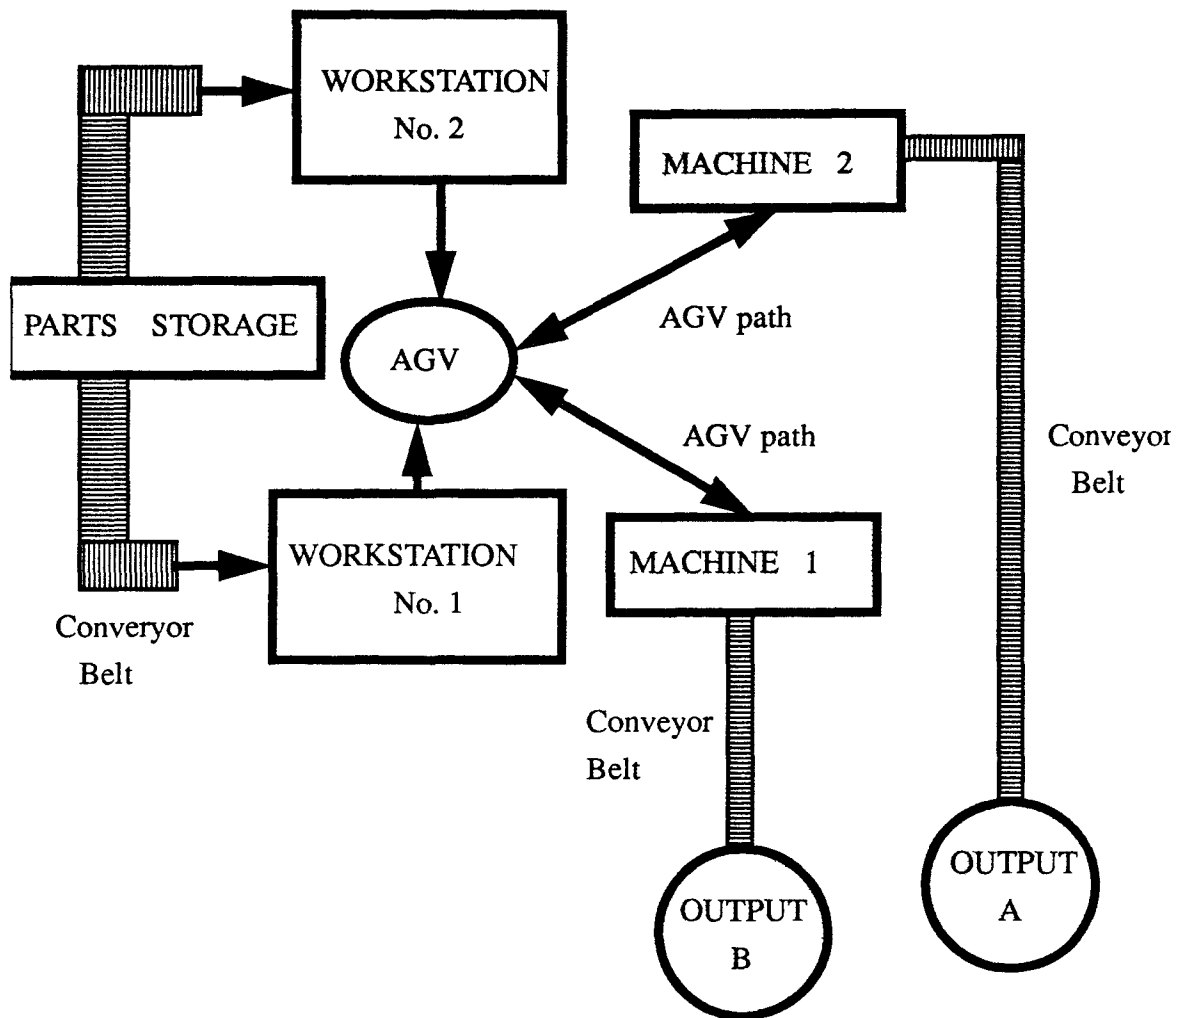 WORKSTATION
No. 2
MACHINE 2
PARTS STORAGE
AGV path
AGV
AGV path
Conveyor
Belt
WORKSTATION
No. 1
MACHINE 1
Converyor
Belt
Conveyor
Belt
OUTPUT
A
OUTPUT
B